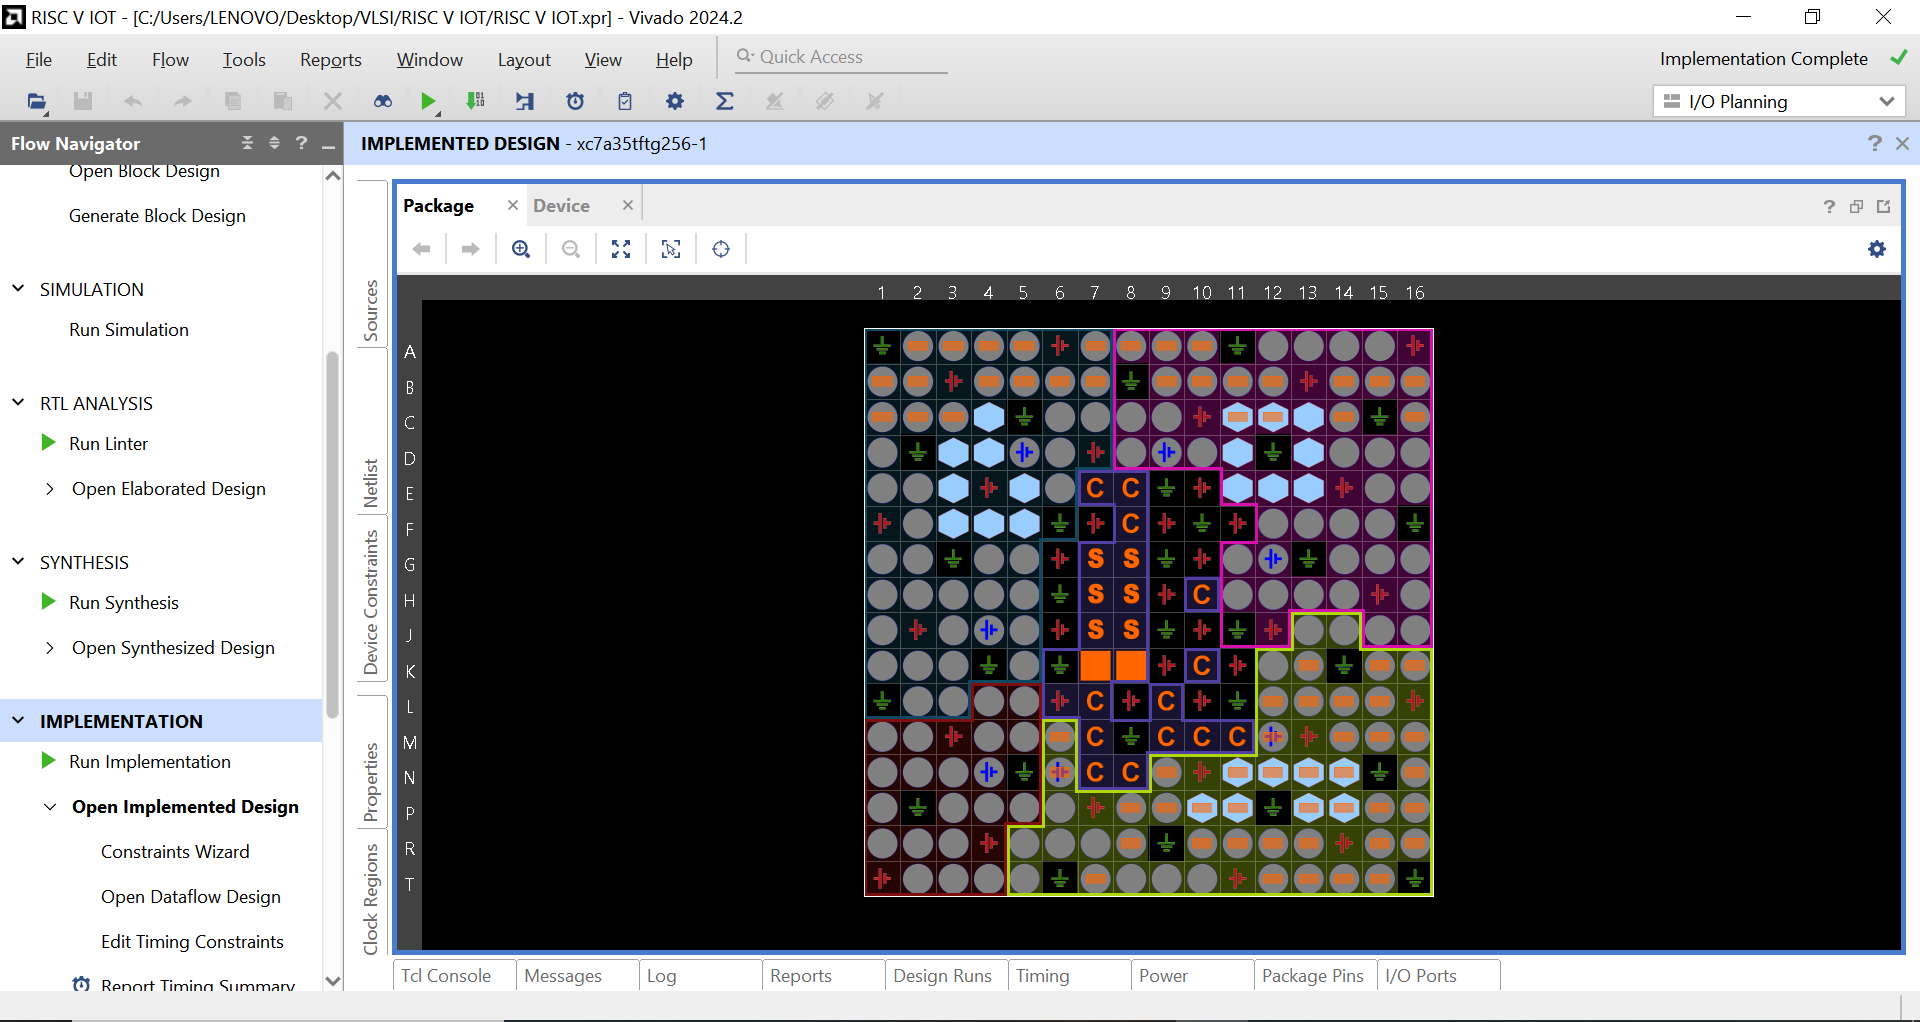 RISC V IOT - [C:/Users/LENOVO/Desktop/VLSI/RISC V IOT/RISC V IOT.xpr] - Vivado 2024.2
File Edit Flow Tools Reports Window Layout View Help Quick Access Implementation Complete
I/O Planning
Flow Navigator
IMPLEMENTED DESIGN - xc7a35tftg256-1
Open Block Design
Generate Block Design
SIMULATION
Run Simulation
RTL ANALYSIS
Run Linter
Open Elaborated Design
SYNTHESIS
Run Synthesis
Open Synthesized Design
IMPLEMENTATION
Run Implementation
Open Implemented Design
Constraints Wizard
Open Dataflow Design
Edit Timing Constraints
Report Timing Summary
Sources
Netlist
Device Constraints
Properties
Clock Regions
Package Device
1 2 3 4 5 6 7 8 9 10 11 12 13 14 15 16
A
B
C
D
E C C
F C
G S S
H S S C
J S S
K C
L C C
M C C C C
N C C
P
R
T
Tcl Console Messages Log Reports Design Runs Timing Power Package Pins I/O Ports